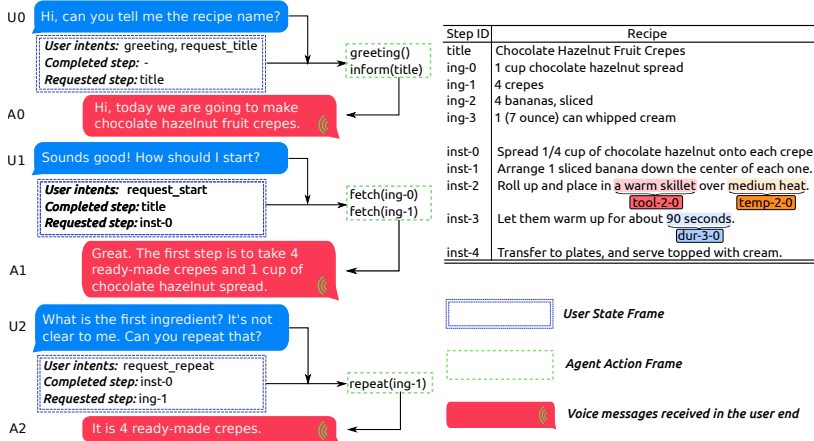 U0
Hi, can you tell me the recipe name?
User intents: greeting, request_title
Completed step: -
Requested step: title
greeting()
inform(title)
A0
Hi, today we are going to make
chocolate hazelnut fruit crepes.
U1
Sounds good! How should I start?
User intents: request_start
Completed step: title
Requested step: inst-0
fetch(ing-0)
fetch(ing-1)
A1
Great. The first step is to take 4
ready-made crepes and 1 cup of
chocolate hazelnut spread.
U2
What is the first ingredient? It's not
clear to me. Can you repeat that?
User intents: request_repeat
Completed step: inst-0
Requested step: ing-1
repeat(ing-1)
A2
It is 4 ready-made crepes.
Step ID Recipe
title Chocolate Hazelnut Fruit Crepes
ing-0 1 cup chocolate hazelnut spread
ing-1 4 crepes
ing-2 4 bananas, sliced
ing-3 1 (7 ounce) can whipped cream
inst-0 Spread 1/4 cup of chocolate hazelnut onto each crepe
inst-1 Arrange 1 sliced banana down the center of each one.
inst-2 Roll up and place in a warm skillet over medium heat.
tool-2-0 temp-2-0
inst-3 Let them warm up for about 90 seconds.
dur-3-0
inst-4 Transfer to plates, and serve topped with cream.
User State Frame
Agent Action Frame
Voice messages received in the user end